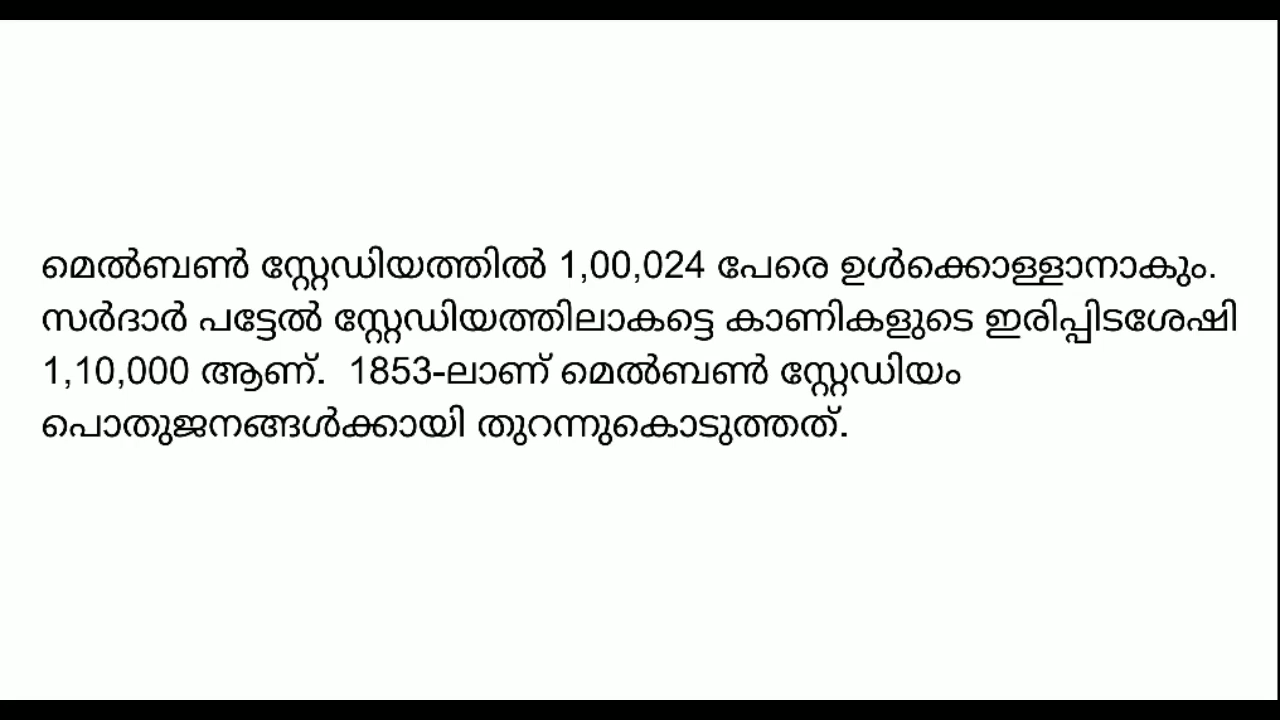 മെൽബൺ സ്റ്റേഡിയത്തിൽ 1,00,024 പേരെ ഉൾക്കൊള്ളാനാകും.
സർദാർ പട്ടേൽ സ്റ്റേഡിയത്തിലാകട്ടെ കാണികളുടെ ഇരിപ്പിടശേഷി
1,10,000 ആണ്.  1853-ലാണ് മെൽബൺ സ്റ്റേഡിയം
പൊതുജനങ്ങൾക്കായി തുറന്നുകൊടുത്തത്.